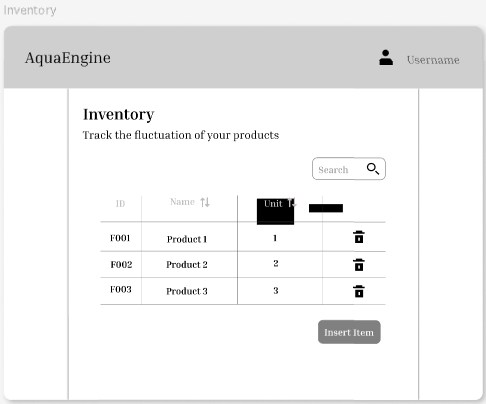 Inventory
AquaEngine
Username
Inventory
Track the fluctuation of your products
Search
ID Name Unit
F001 Product 1 1
F002 Product 2 2
F003 Product 3 3
Insert Item